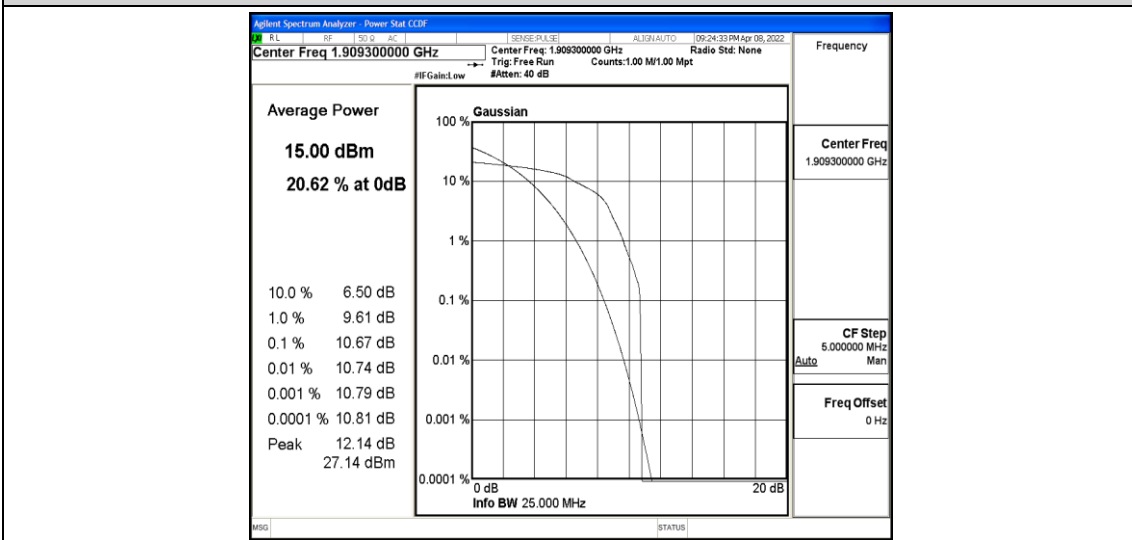 Agilent Spectrum Analyzer - Power Stat CCDF
LXI RL RF 50 Ω AC SENSE:PULSE ALIGNAUTO 09:24:33 PM Apr 08, 2022
Center Freq 1.909300000 GHz
Center Freq: 1.909300000 GHz Radio Std: None
Trig: Free Run Counts:1.00 M/1.00 Mpt
#IFGain:Low #Atten: 40 dB
Frequency
Average Power
15.00 dBm
20.62 % at 0dB
10.0 % 6.50 dB
1.0 % 9.61 dB
0.1 % 10.67 dB
0.01 % 10.74 dB
0.001 % 10.79 dB
0.0001 % 10.81 dB
Peak 12.14 dB
27.14 dBm
Gaussian
100 %
10 %
1 %
0.1 %
0.01 %
0.001 %
0.0001 %
0 dB 20 dB
Info BW 25.000 MHz
Center Freq
1.909300000 GHz
CF Step
5.000000 MHz
Auto Man
Freq Offset
0 Hz
MSG STATUS